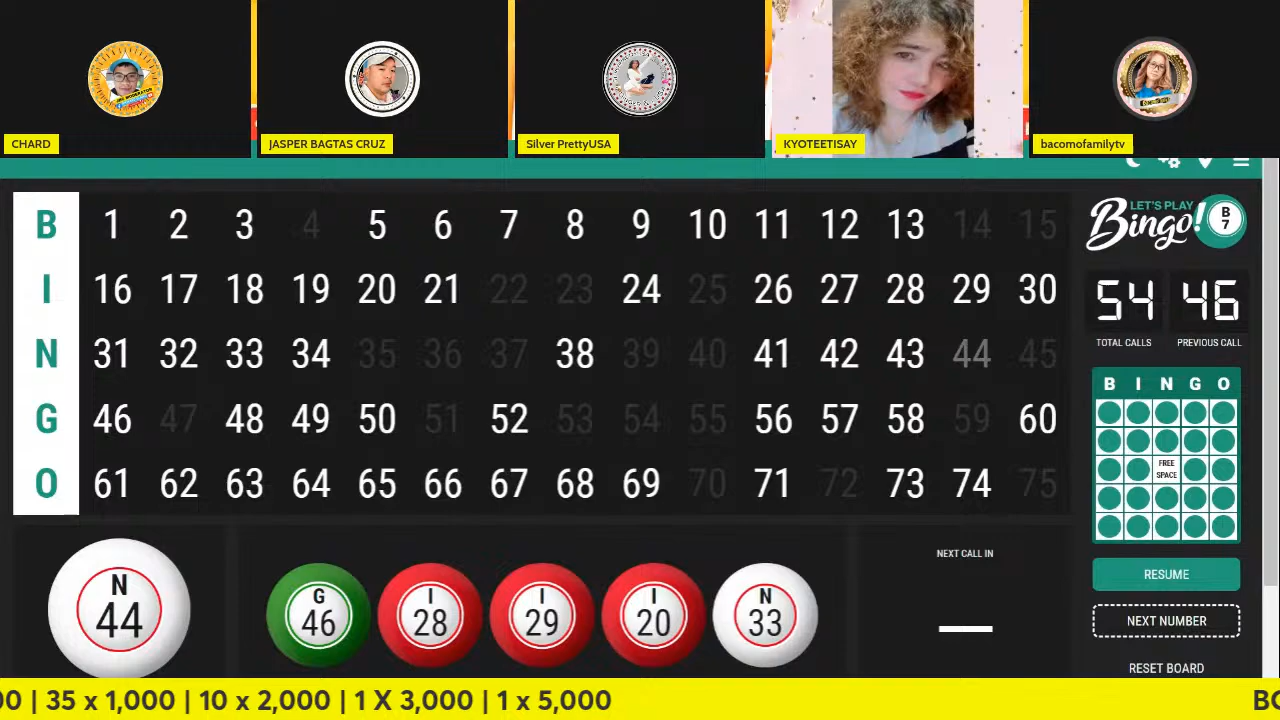 CHARD
JASPER BAGTAS CRUZ
Silver PrettyUSA
KYOTEETISAY
bacomofamilytv
B 1 2 3 4 5 6 7 8 9 10 11 12 13 14 15
I 16 17 18 19 20 21 22 23 24 25 26 27 28 29 30
N 31 32 33 34 35 36 37 38 39 40 41 42 43 44 45
G 46 47 48 49 50 51 52 53 54 55 56 57 58 59 60
O 61 62 63 64 65 66 67 68 69 70 71 72 73 74 75
LET'S PLAY
Bingo!
B
7
54 46
TOTAL CALLS PREVIOUS CALL
B I N G O
FREE
SPACE
RESUME
NEXT NUMBER
RESET BOARD
N
44
G
46
I
28
I
29
I
20
N
33
NEXT CALL IN
00 | 35 x 1,000 | 10 x 2,000 | 1 X 3,000 | 1 x 5,000